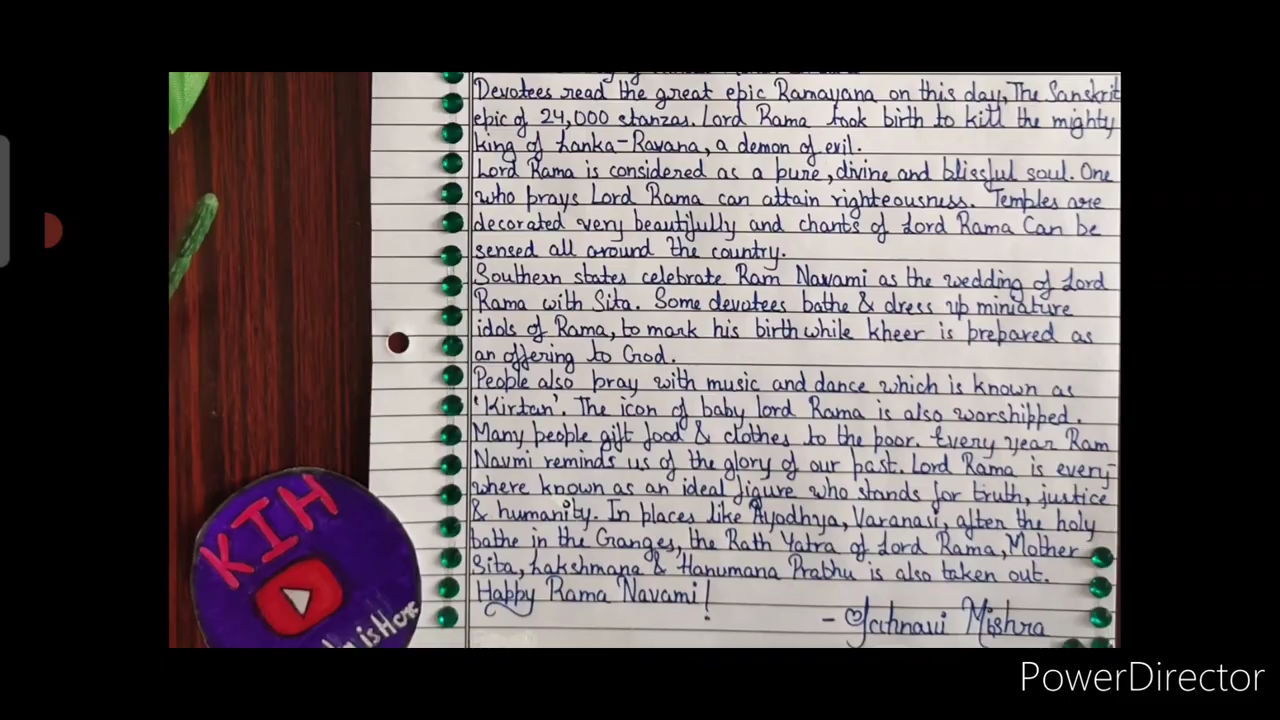 Devotees read the great epic Ramayana on this day, The Sanskrit
epic of 24,000 stanzas. Lord Rama took birth to kill the mighty
king of Lanka-Ravana, a demon of evil.
Lord Rama is considered as a pure, divine and blissful soul. One
who prays Lord Rama can attain righteousness. Temples are
decorated very beautifully and chants of Lord Rama Can be
sensed all around the country.
Southern states celebrate Ram Navami as the wedding of Lord
Rama with Sita. Some devotees bathe & dress up miniature
idols of Rama, to mark his birth while kheer is prepared as
an offering to God.
People also pray with music and dance which is known as
'Kirtan'. The icon of baby lord Rama is also worshipped.
Many people gift food & clothes to the poor. Every year Ram
Navmi reminds us of the glory of our past. Lord Rama is every-
where known as an ideal figure who stands for truth, justice
& humanity. In places like Ayodhya, Varanasi, after the holy
bathe in the Ganges, the Rath Yatra of Lord Rama, Mother
Sita, Lakshmana & Hanumana Prabhu is also taken out.
Happy Rama Navami!
- Jahnavi Mishra
KIH
is Here
PowerDirector